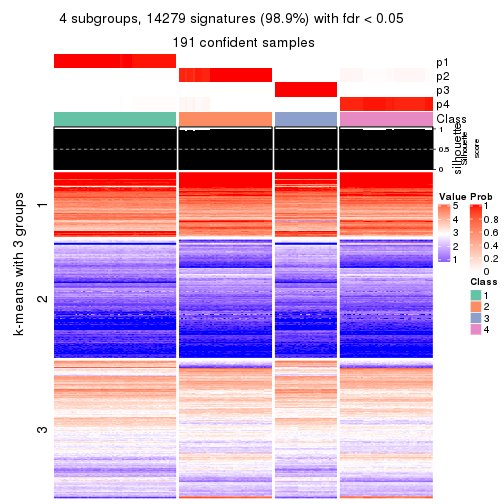 4 subgroups, 14279 signatures (98.9%) with fdr < 0.05
191 confident samples
p1
p2
p3
p4
Class
1
0.5
0
silhouette
Silhouette
score
k-means with 3 groups
1
2
3
Value
5
4
3
2
1
Prob
1
0.8
0.6
0.4
0.2
0
Class
1
2
3
4